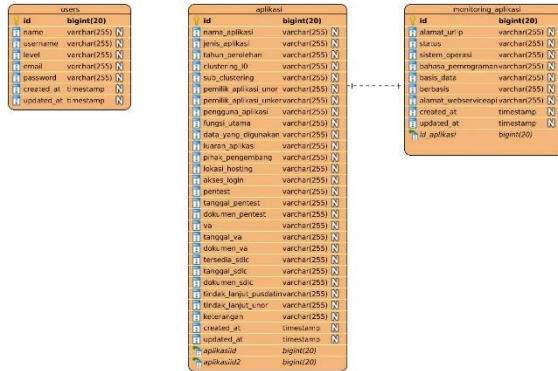 users
id bigint(20)
name varchar(255) N
username varchar(255) N
level varchar(255) N
email varchar(255) N
password varchar(255) N
created_at timestamp N
updated_at timestamp N
aplikasi
id bigint(20)
nama_aplikasi varchar(255) N
jenis_aplikasi varchar(255) N
tahun_perolehan varchar(255) N
clustering_I0 varchar(255) N
sub_clustering varchar(255) N
pemilik_aplikasi_unor varchar(255) N
pemilik_aplikasi_unker varchar(255) N
pengguna_aplikasi varchar(255) N
fungsi_utama varchar(255) N
data_yang_digunakan varchar(255) N
luaran_aplikasi varchar(255) N
pihak_pengembang varchar(255) N
lokasi_hosting varchar(255) N
akses_login varchar(255) N
pentest varchar(255) N
tanggal_pentest varchar(255) N
dokumen_pentest varchar(255) N
va varchar(255) N
tanggal_va varchar(255) N
dokumen_va varchar(255) N
tersedia_sdlc varchar(255) N
tanggal_sdlc varchar(255) N
dokumen_sdlc varchar(255) N
tindak_lanjut_pusdatin varchar(255) N
tindak_lanjut_unor varchar(255) N
keterangan varchar(255) N
created_at timestamp N
updated_at timestamp N
aplikasiid bigint(20)
aplikasiid2 bigint(20)
monitoring_aplikasi
id bigint(20)
alamat_urlip varchar(255) N
status varchar(255) N
sistem_operasi varchar(255) N
bahasa_pemrograman varchar(255) N
basis_data varchar(255) N
berbasis varchar(255) N
alamat_webserviceapi varchar(255) N
created_at timestamp N
updated_at timestamp N
id_aplikasi bigint(20)